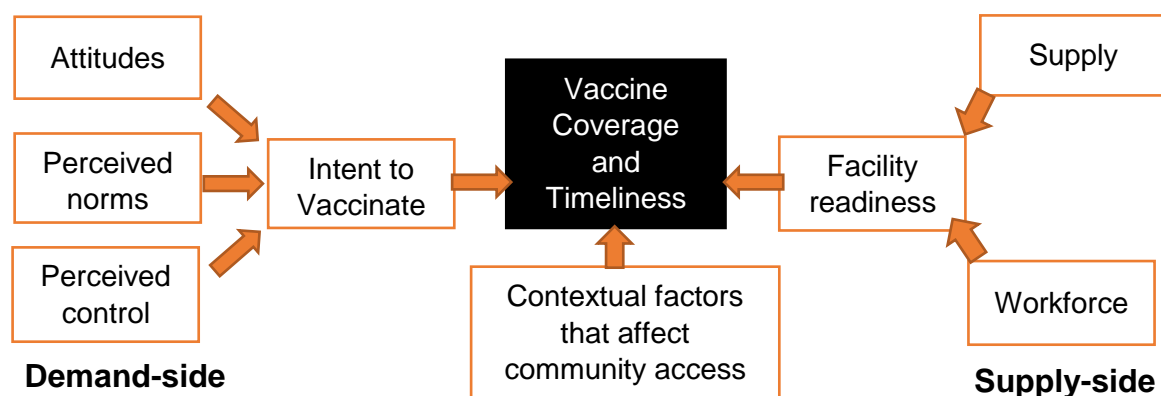 Attitudes
Perceived
norms
Perceived
control
Demand-side
Intent to
Vaccinate
Vaccine
Coverage
and
Timeliness
Contextual factors
that affect
community access
Facility
readiness
Supply
Workforce
Supply-side